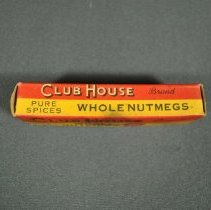 CLUB HOUSE Brand
PURE SPICES WHOLE NUTMEGS